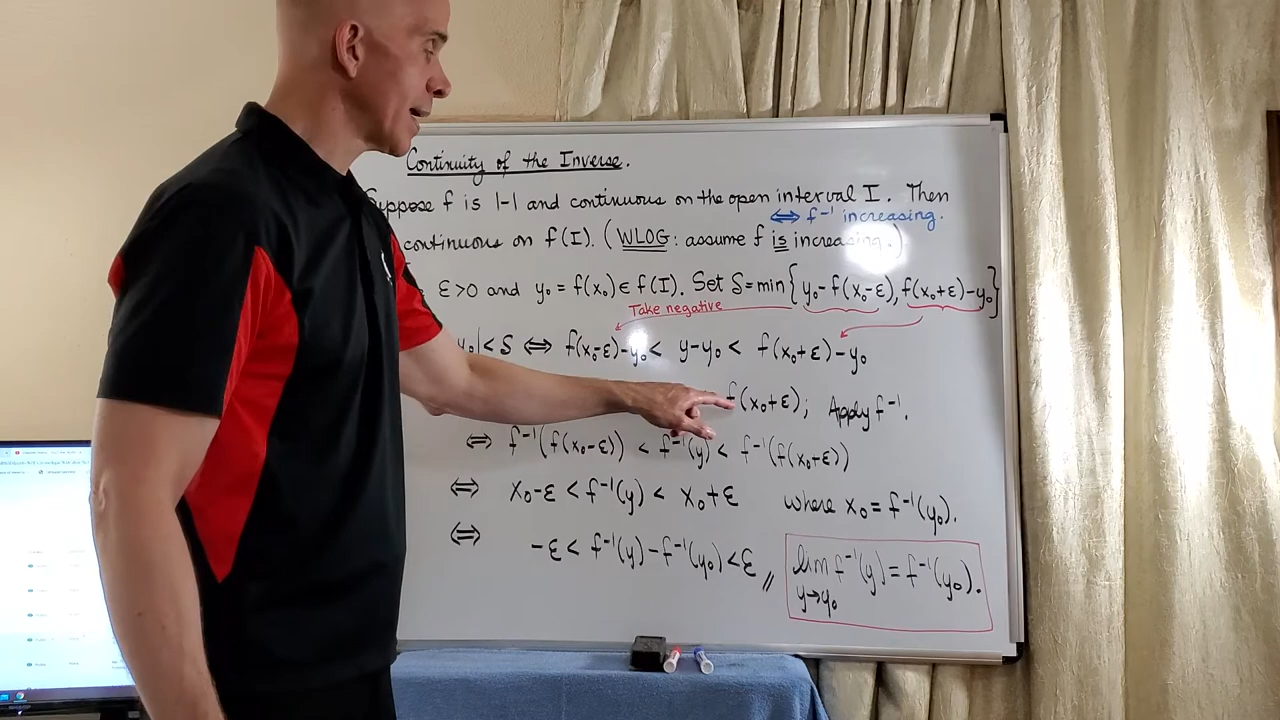 Continuity of the Inverse.
Suppose f is 1-1 and continuous on the open interval I. Then
⟺ f⁻¹ increasing.
continuous on f(I). (WLOG: assume f is increasing.)
ε>0 and y₀ = f(x₀) ∈ f(I). Set δ=min{y₀-f(x₀-ε), f(x₀+ε)-y₀}
Take negative
y₀|<δ ⟺ f(x₀-ε)-y₀ < y-y₀ < f(x₀+ε)-y₀
f(x₀+ε); Apply f⁻¹.
⟺ f⁻¹(f(x₀-ε)) < f⁻¹(y) < f⁻¹(f(x₀+ε))
⟺ x₀-ε < f⁻¹(y) < x₀+ε where x₀ = f⁻¹(y₀).
⟺ -ε < f⁻¹(y)-f⁻¹(y₀) < ε //
lim f⁻¹(y) = f⁻¹(y₀).
y→y₀